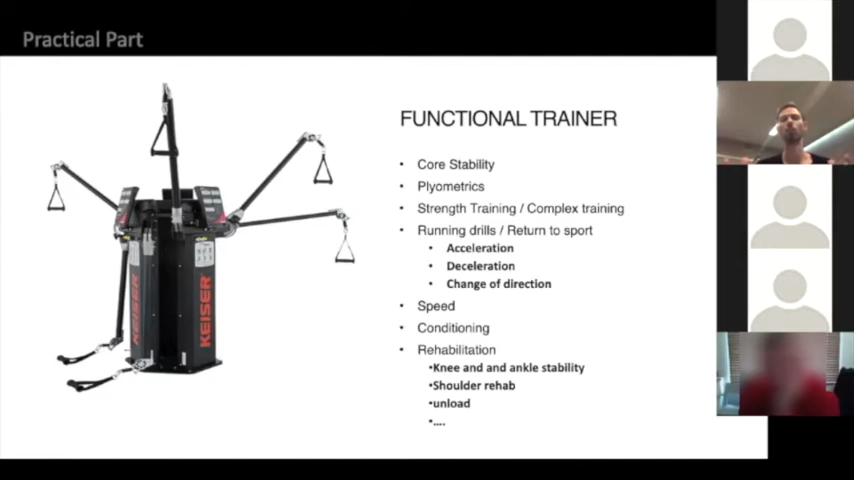 Practical Part
FUNCTIONAL TRAINER
• Core Stability
• Plyometrics
• Strength Training / Complex training
• Running drills / Return to sport
• Acceleration
• Deceleration
• Change of direction
• Speed
• Conditioning
• Rehabilitation
•Knee and and ankle stability
•Shoulder rehab
•unload
•....
KEISER
KEISER